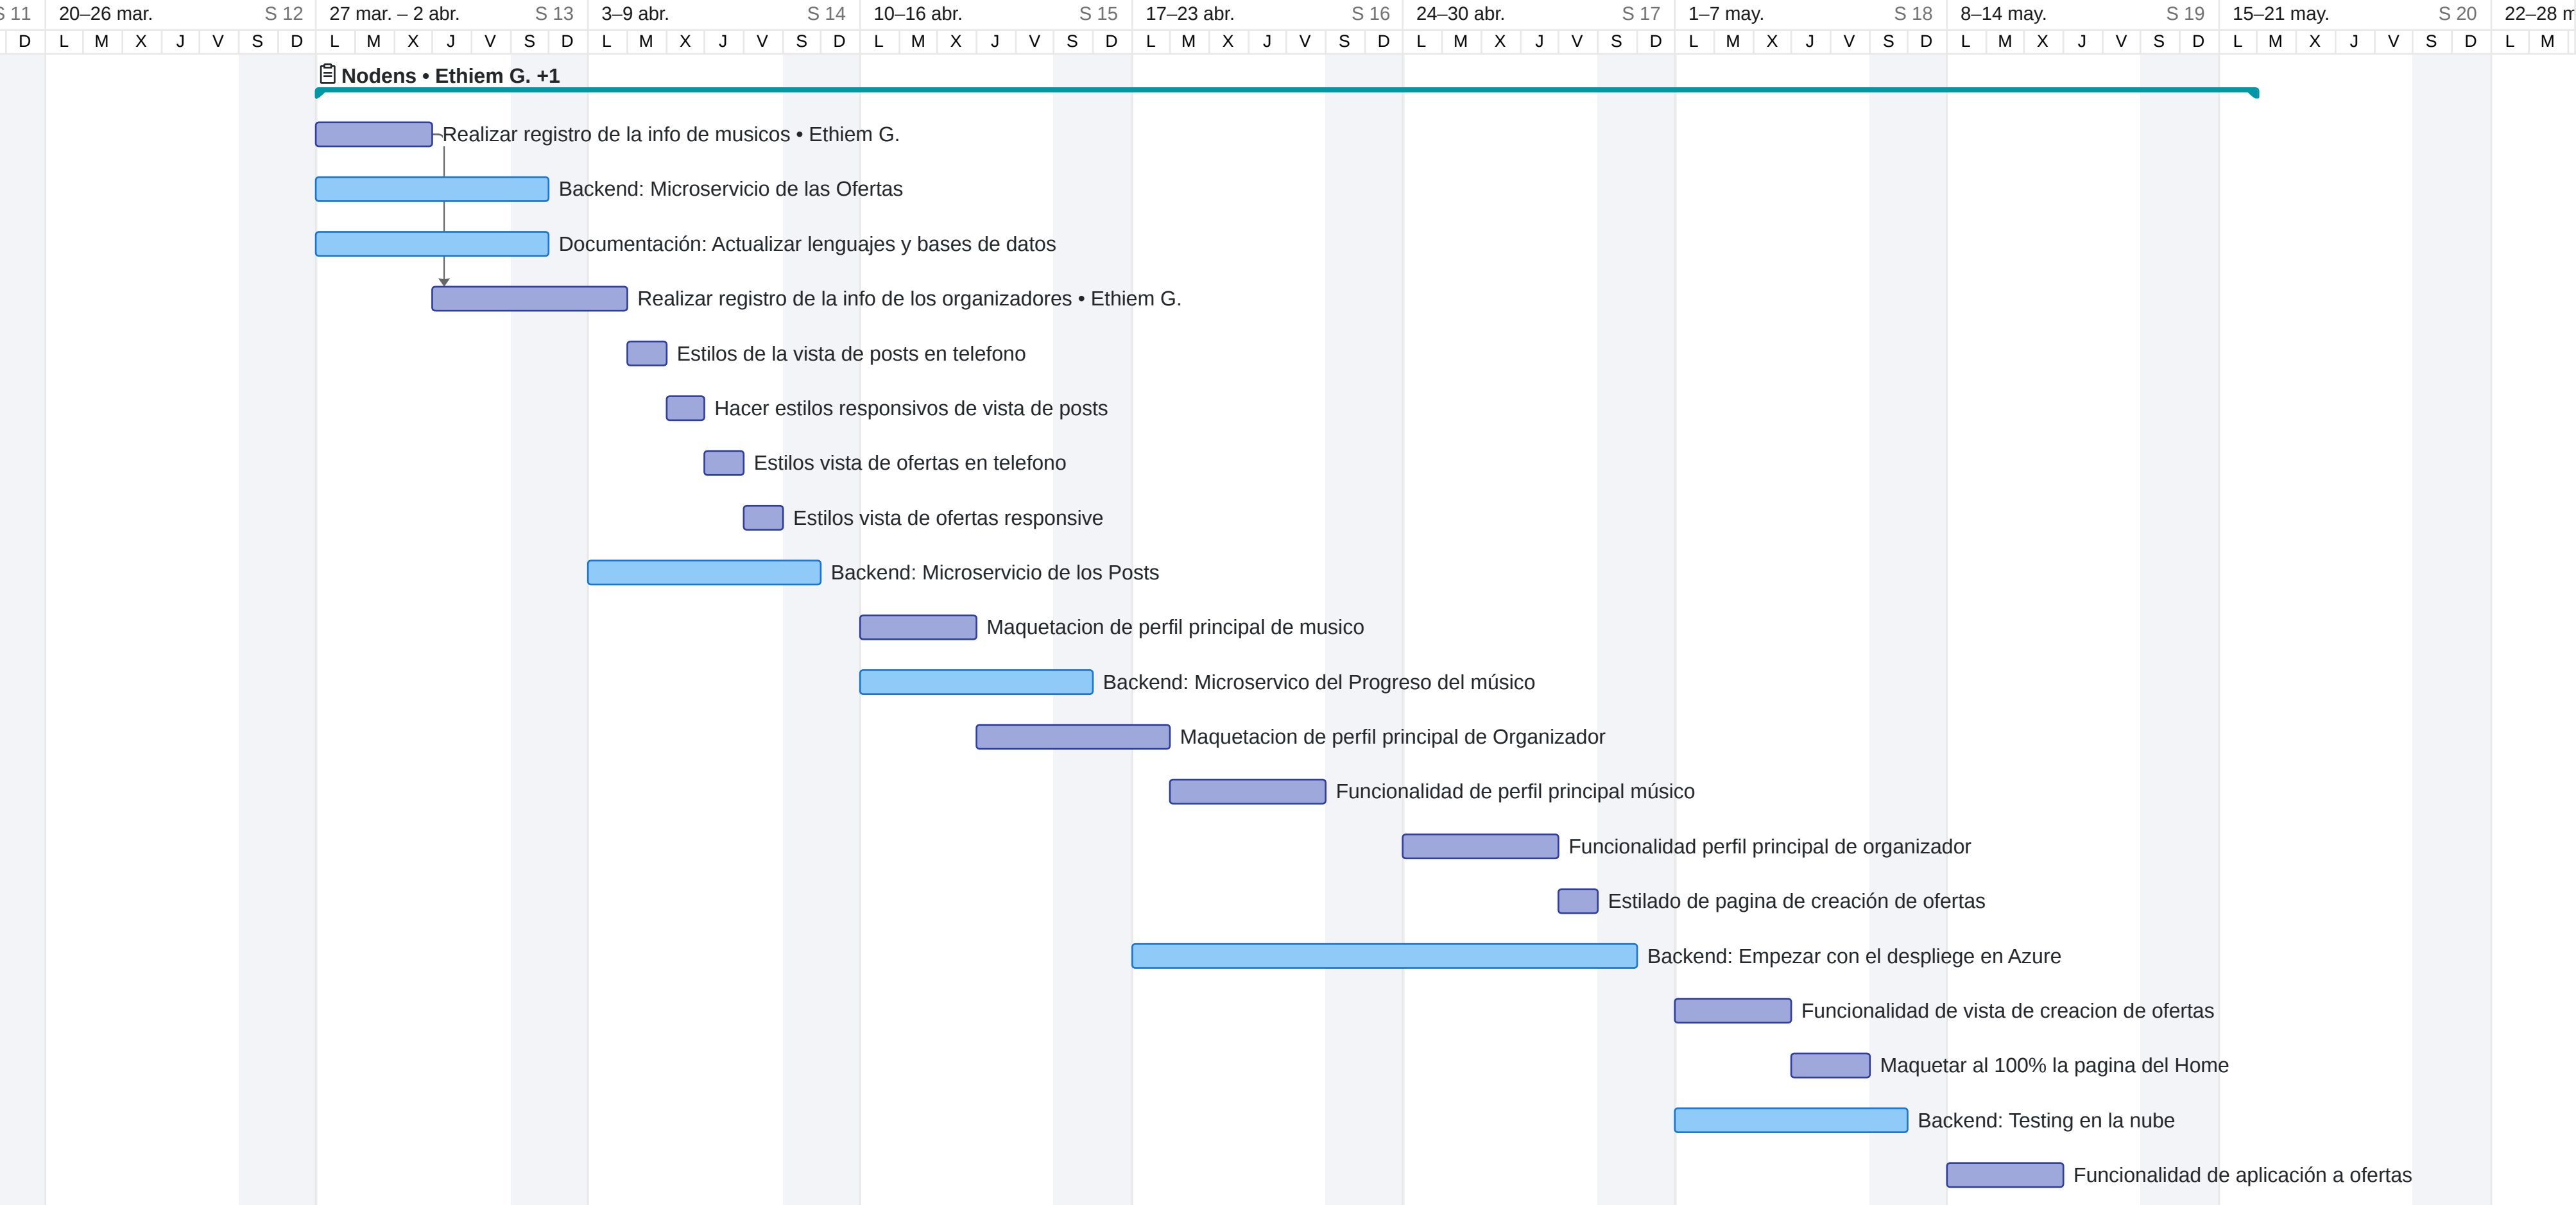 S 11 20–26 mar. S 12 27 mar. – 2 abr. S 13 3–9 abr. S 14 10–16 abr. S 15 17–23 abr. S 16 24–30 abr. S 17 1–7 may. S 18 8–14 may. S 19 15–21 may. S 20 22–28 m
D L M X J V S D L M X J V S D L M X J V S D L M X J V S D L M X J V S D L M X J V S D L M X J V S D L M X J V S D L M X J V S D L M
Nodens • Ethiem G. +1
Realizar registro de la info de musicos • Ethiem G.
Backend: Microservicio de las Ofertas
Documentación: Actualizar lenguajes y bases de datos
Realizar registro de la info de los organizadores • Ethiem G.
Estilos de la vista de posts en telefono
Hacer estilos responsivos de vista de posts
Estilos vista de ofertas en telefono
Estilos vista de ofertas responsive
Backend: Microservicio de los Posts
Maquetacion de perfil principal de musico
Backend: Microservico del Progreso del músico
Maquetacion de perfil principal de Organizador
Funcionalidad de perfil principal músico
Funcionalidad perfil principal de organizador
Estilado de pagina de creación de ofertas
Backend: Empezar con el despliege en Azure
Funcionalidad de vista de creacion de ofertas
Maquetar al 100% la pagina del Home
Backend: Testing en la nube
Funcionalidad de aplicación a ofertas